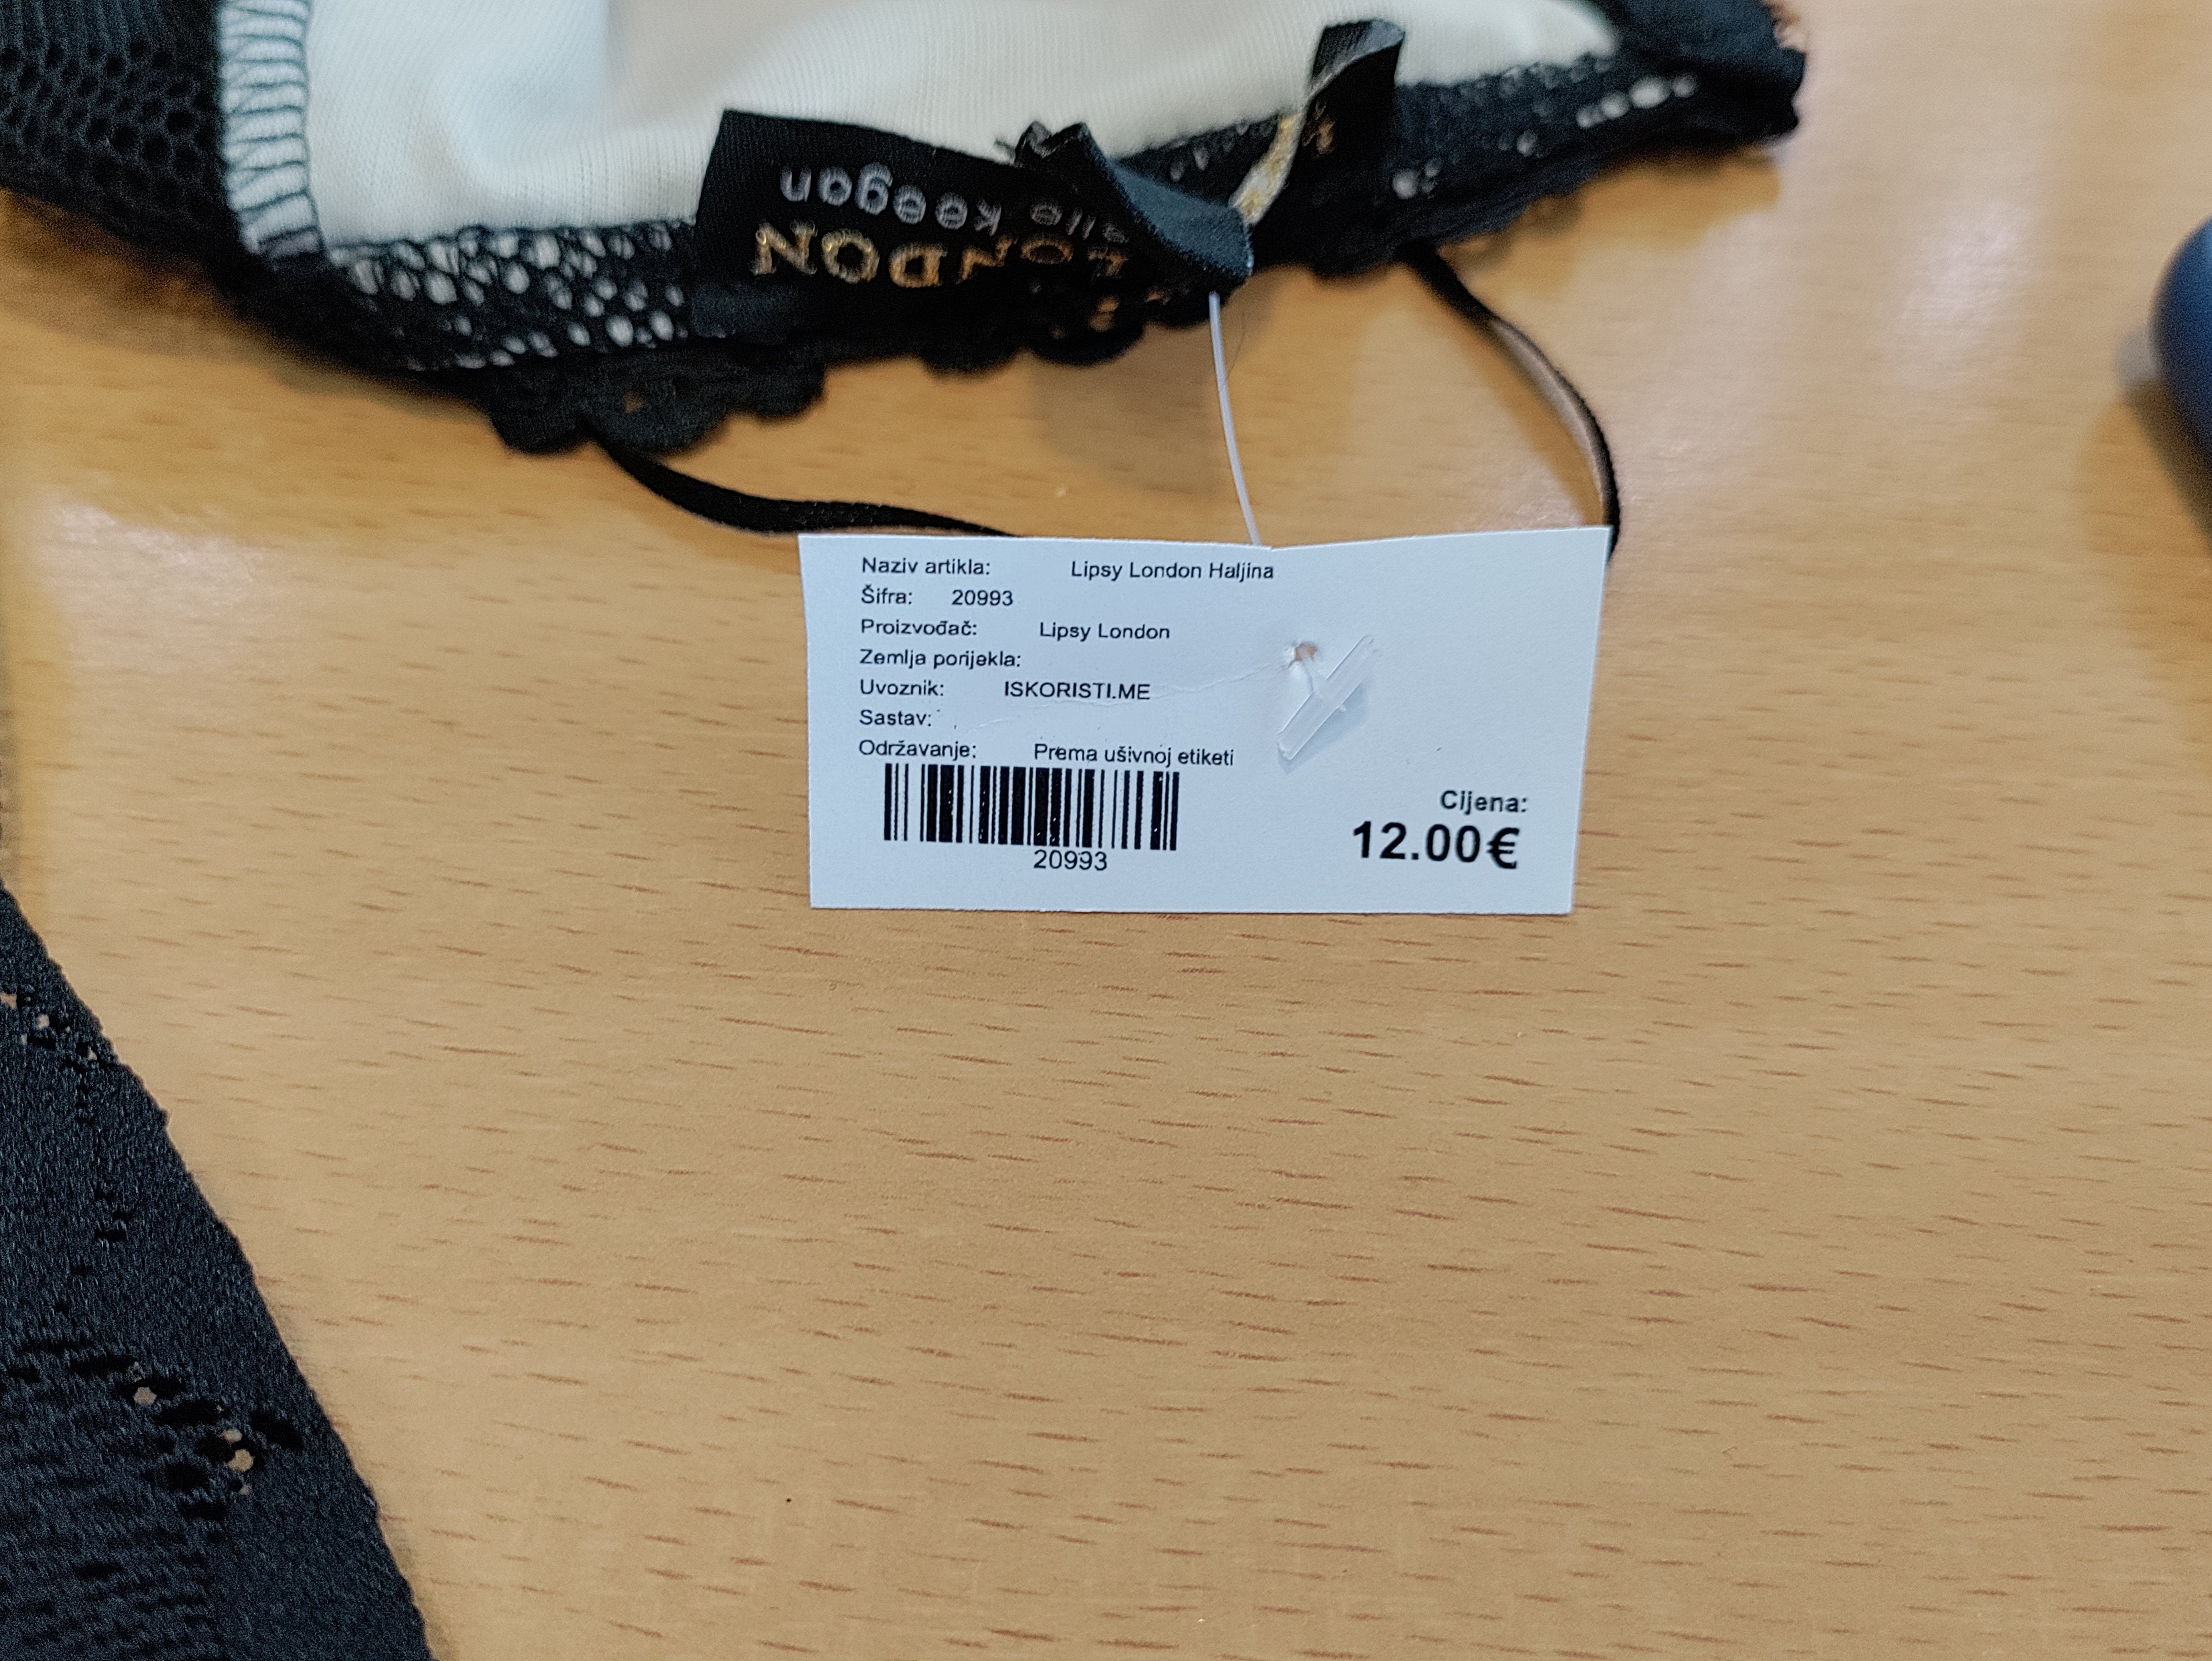 LONDON
keegan
Naziv artikla: Lipsy London Haljina
Šifra: 20993
Proizvođač: Lipsy London
Zemlja porijekla:
Uvoznik: ISKORISTI.ME
Sastav:
Održavanje: Prema ušivnoj etiketi
20993
Cijena:
12.00€